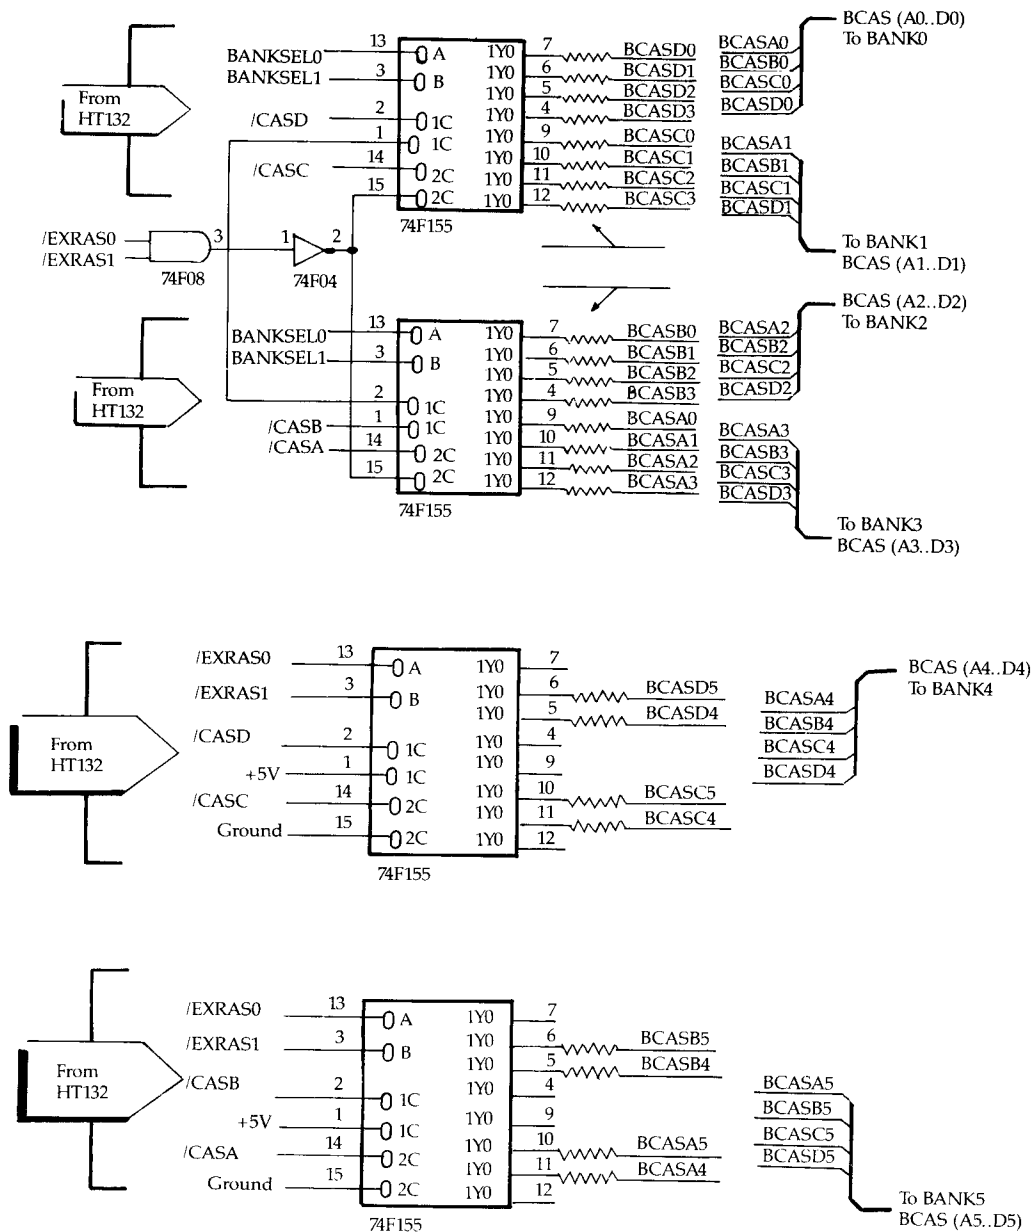 From
HT132
BANKSEL0
BANKSEL1
/CASD
/CASC
13
3
2
1
14
15
A
B
1C
1C
2C
2C
1Y0
1Y0
1Y0
1Y0
1Y0
1Y0
1Y0
1Y0
7
6
5
4
9
10
11
12
BCASD0
BCASD1
BCASD2
BCASD3
BCASC0
BCASC1
BCASC2
BCASC3
74F155
BCASA0
BCASB0
BCASC0
BCASD0
BCAS (A0..D0)
To BANK0
BCASA1
BCASB1
BCASC1
BCASD1
To BANK1
BCAS (A1..D1)
/EXRAS0
/EXRAS1
3
74F08
1
2
74F04
From
HT132
BANKSEL0
BANKSEL1
/CASB
/CASA
13
3
2
1
14
15
A
B
1C
1C
2C
2C
1Y0
1Y0
1Y0
1Y0
1Y0
1Y0
1Y0
1Y0
7
6
5
4
9
10
11
12
BCASB0
BCASB1
BCASB2
BCASB3
BCASA0
BCASA1
BCASA2
BCASA3
74F155
BCAS (A2..D2)
To BANK2
BCASA2
BCASB2
BCASC2
BCASD2
BCASA3
BCASB3
BCASC3
BCASD3
To BANK3
BCAS (A3..D3)
From
HT132
/EXRAS0
/EXRAS1
/CASD
+5V
/CASC
Ground
13
3
2
1
14
15
A
B
1C
1C
2C
2C
1Y0
1Y0
1Y0
1Y0
1Y0
1Y0
1Y0
1Y0
7
6
5
4
9
10
11
12
BCASD5
BCASD4
BCASC5
BCASC4
74F155
BCASA4
BCASB4
BCASC4
BCASD4
BCAS (A4..D4)
To BANK4
From
HT132
/EXRAS0
/EXRAS1
/CASB
+5V
/CASA
Ground
13
3
2
1
14
15
A
B
1C
1C
2C
2C
1Y0
1Y0
1Y0
1Y0
1Y0
1Y0
1Y0
1Y0
7
6
5
4
9
10
11
12
BCASB5
BCASB4
BCASA5
BCASA4
74F155
BCASA5
BCASB5
BCASC5
BCASD5
To BANK5
BCAS (A5..D5)